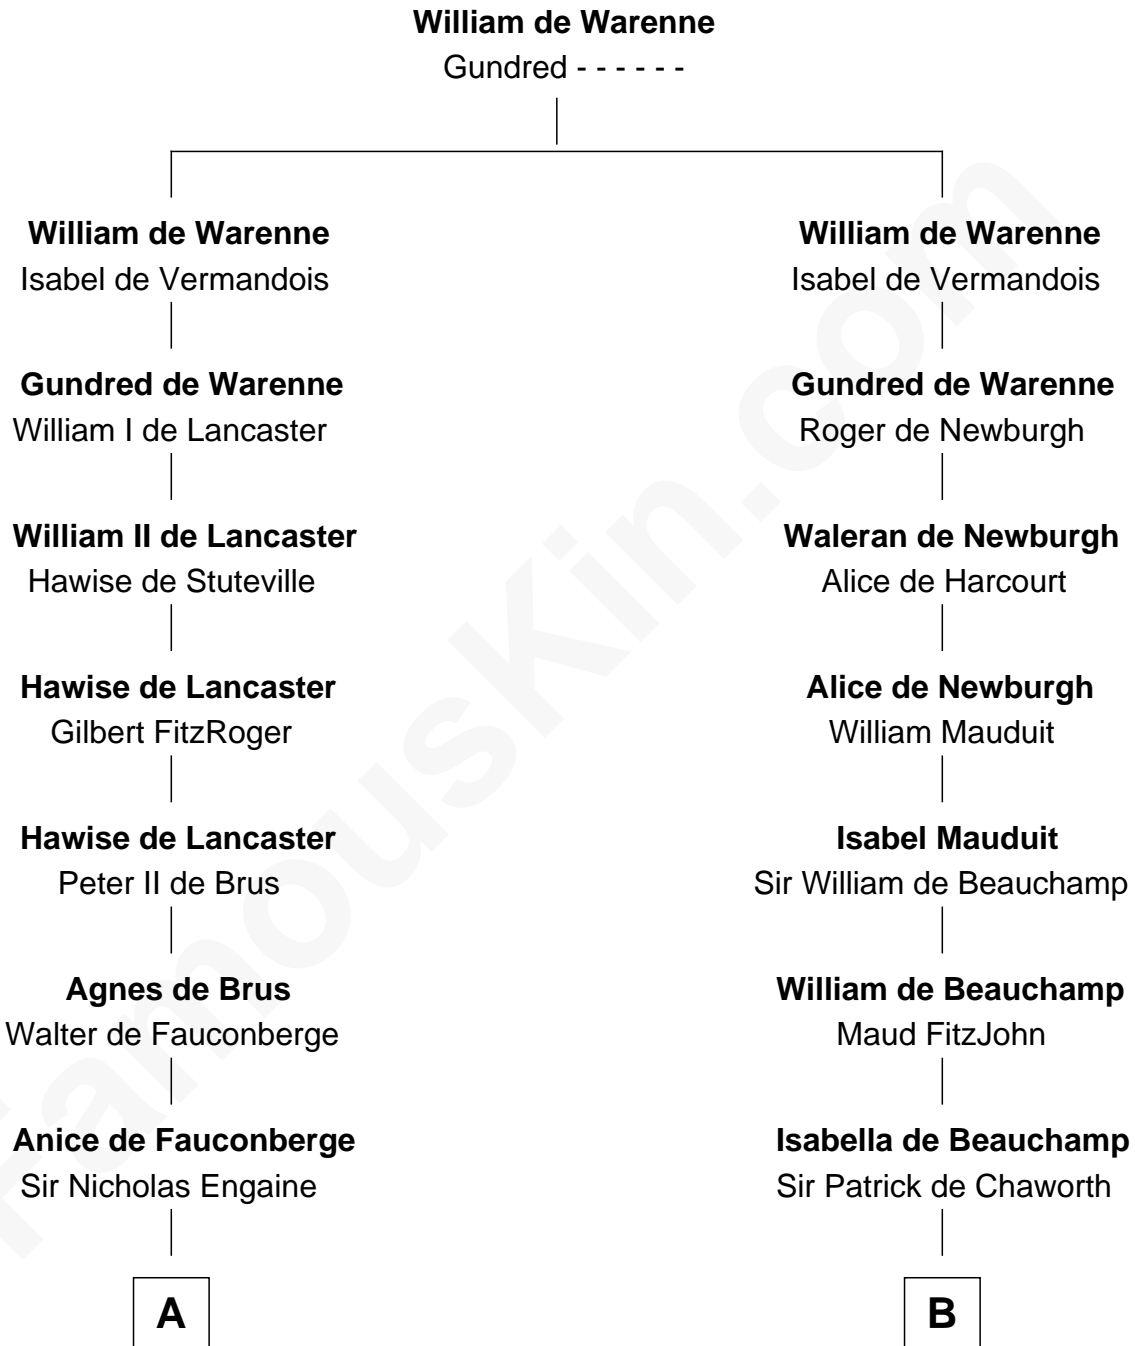 William de Warenne
Gundred - - - - - -
William de Warenne
Isabel de Vermandois
Gundred de Warenne
William I de Lancaster
William II de Lancaster
Hawise de Stuteville
Hawise de Lancaster
Gilbert FitzRoger
Hawise de Lancaster
Peter II de Brus
Agnes de Brus
Walter de Fauconberge
Anice de Fauconberge
Sir Nicholas Engaine
A
William de Warenne
Isabel de Vermandois
Gundred de Warenne
Roger de Newburgh
Waleran de Newburgh
Alice de Harcourt
Alice de Newburgh
William Mauduit
Isabel Mauduit
Sir William de Beauchamp
William de Beauchamp
Maud FitzJohn
Isabella de Beauchamp
Sir Patrick de Chaworth
B
FamousKin.com